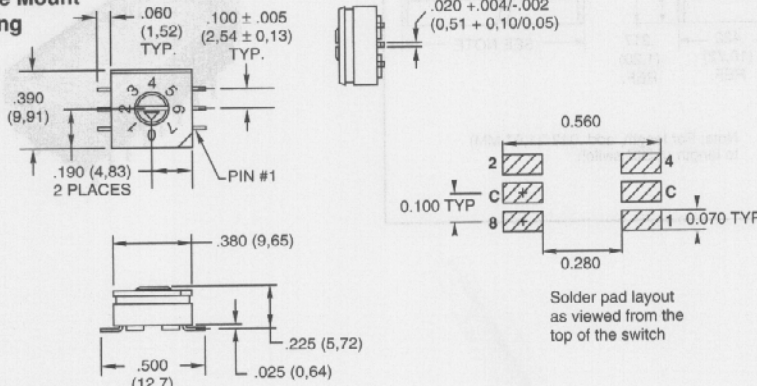 e Mount
ng
.060
(1,52)
TYP.
.100 ± .005
(2,54 ± 0,13)
TYP.
.020 +.004/-.002
(0,51 + 0,10/0,05)
SEE NOTE
.390
(9,91)
0 1 2 3 4 5 6 7
.190 (4,83)
2 PLACES
PIN #1
.380 (9,65)
.225 (5,72)
.025 (0,64)
.500
(12,7)
0.560
2
4
C
C
8
1
0.100 TYP
0.070 TYP
0.280
Solder pad layout
as viewed from the
top of the switch